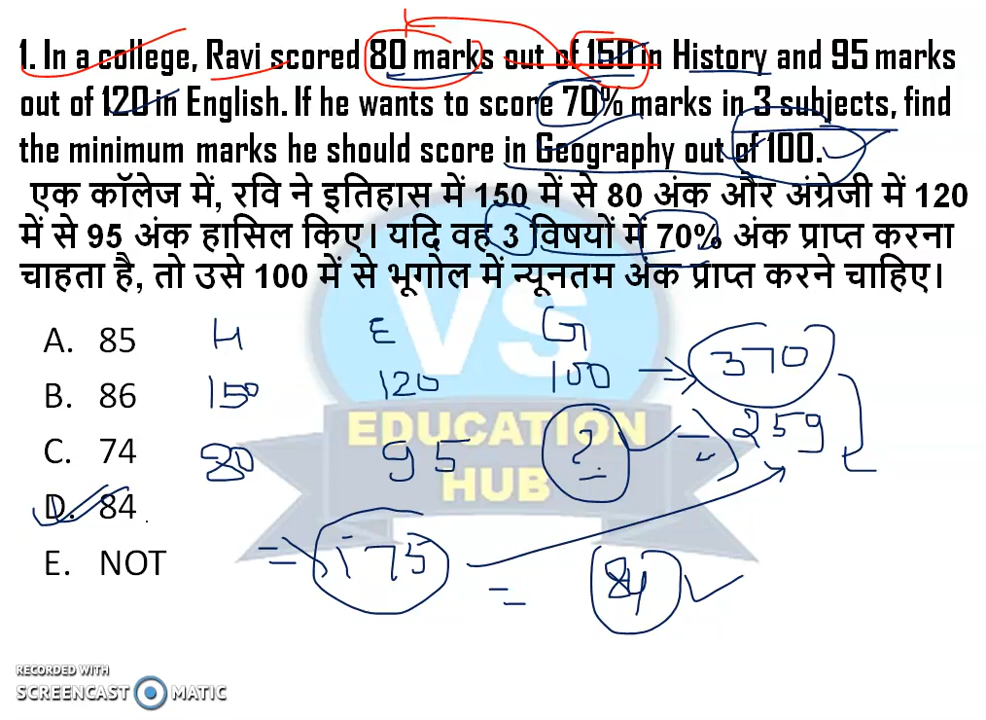 1. In a college, Ravi scored 80 marks out of 150 in History and 95 marks
out of 120 in English. If he wants to score 70% marks in 3 subjects, find
the minimum marks he should score in Geography out of 100.
एक कॉलेज में, रवि ने इतिहास में 150 में से 80 अंक और अंग्रेजी में 120
में से 95 अंक हासिल किए। यदि वह 3 विषयों में 70% अंक प्राप्त करना
चाहता है, तो उसे 100 में से भूगोल में न्यूनतम अंक प्राप्त करने चाहिए।
VS
EDUCATION
HUB
A. 85
B. 86
C. 74
D. 84
E. NOT
H E G
150 120 100 => 370
80 95 ? => 259
=> 175
= 84
RECORDED WITH
SCREENCAST MATIC